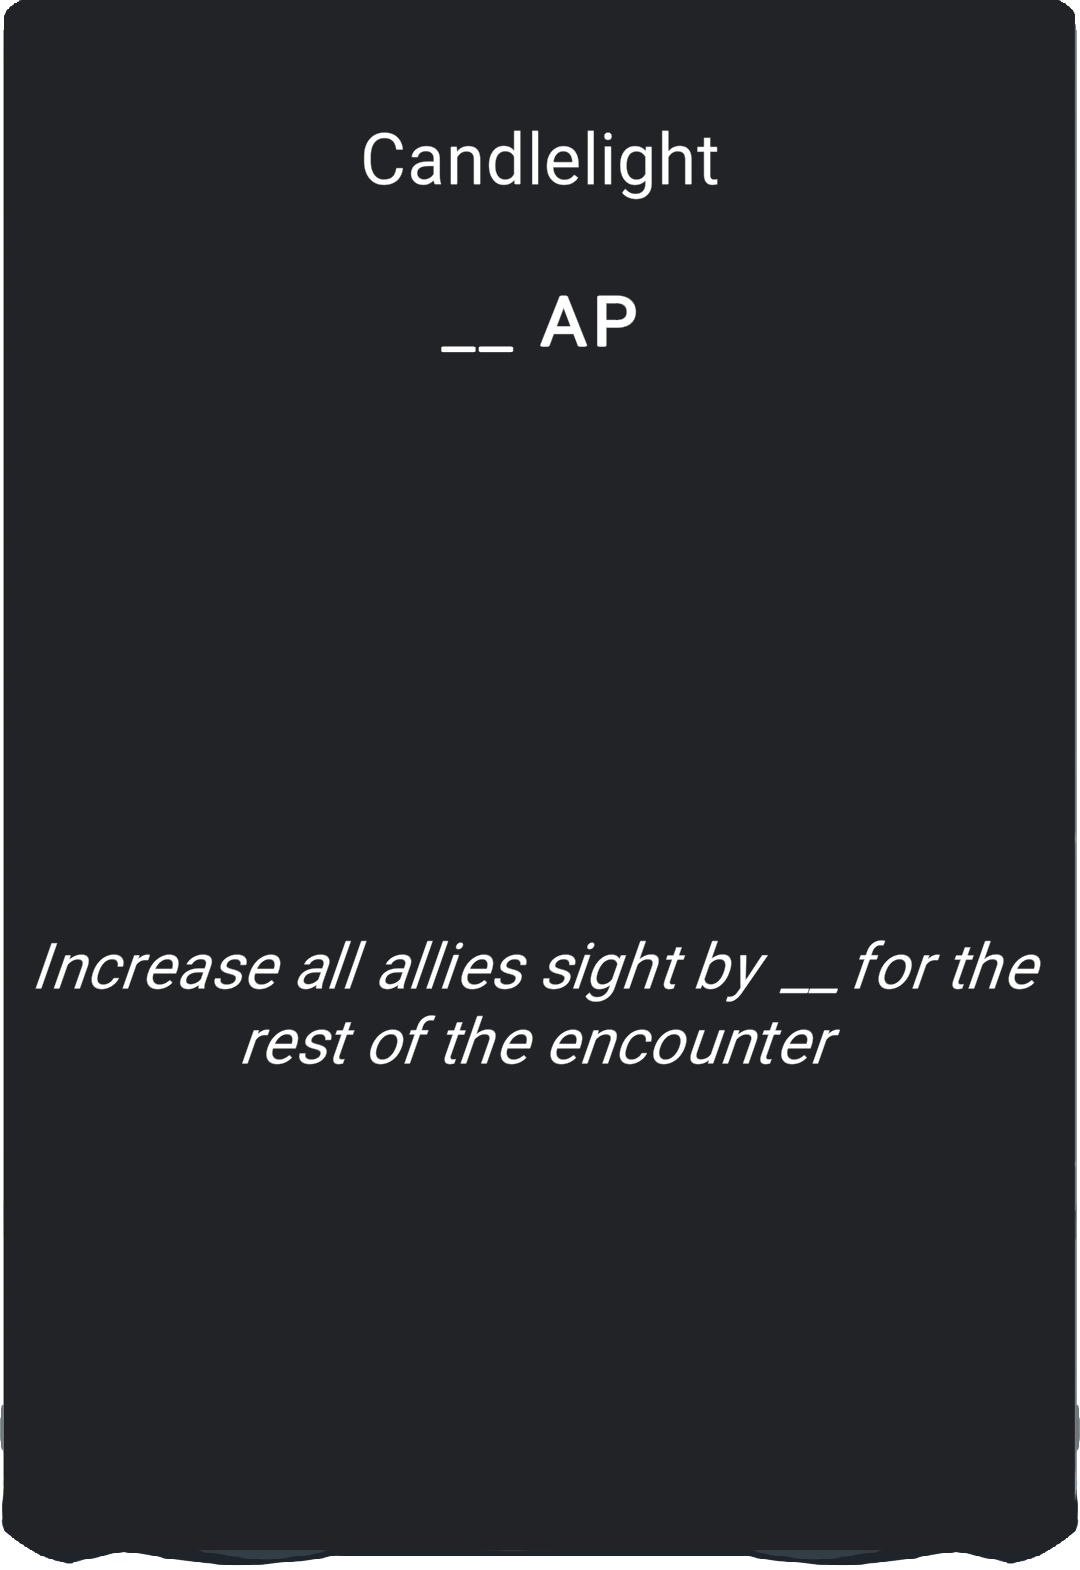 Candlelight
__ AP
Increase all allies sight by __ for the
rest of the encounter